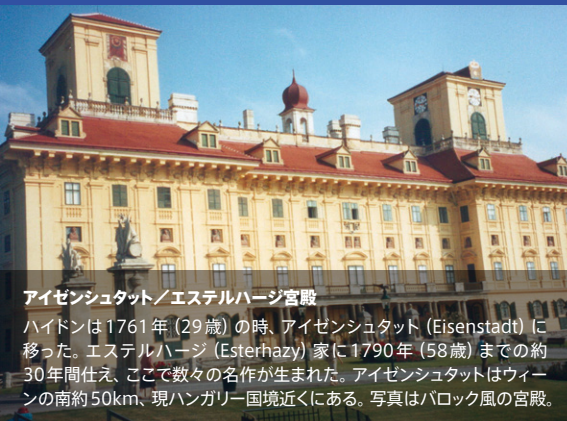 アイゼンシュタット／エステルハージ宮殿
ハイドンは1761年（29歳）の時、アイゼンシュタット（Eisenstadt）に
移った。エステルハージ（Esterhazy）家に1790年（58歳）までの約
30年間仕え、ここで数々の名作が生まれた。アイゼンシュタットはウィー
ンの南約50km、現ハンガリー国境近くにある。写真はバロック風の宮殿。